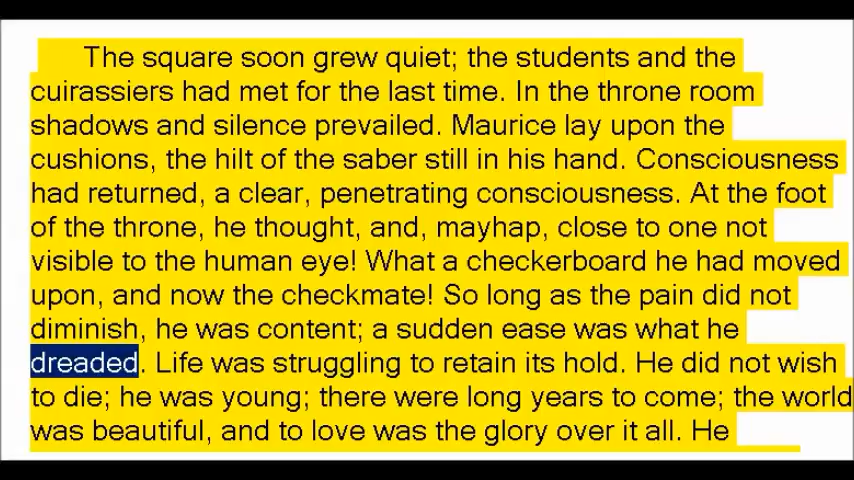 The square soon grew quiet; the students and the
cuirassiers had met for the last time. In the throne room
shadows and silence prevailed. Maurice lay upon the
cushions, the hilt of the saber still in his hand. Consciousness
had returned, a clear, penetrating consciousness. At the foot
of the throne, he thought, and, mayhap, close to one not
visible to the human eye! What a checkerboard he had moved
upon, and now the checkmate! So long as the pain did not
diminish, he was content; a sudden ease was what he
dreaded. Life was struggling to retain its hold. He did not wish
to die; he was young; there were long years to come; the world
was beautiful, and to love was the glory over it all. He